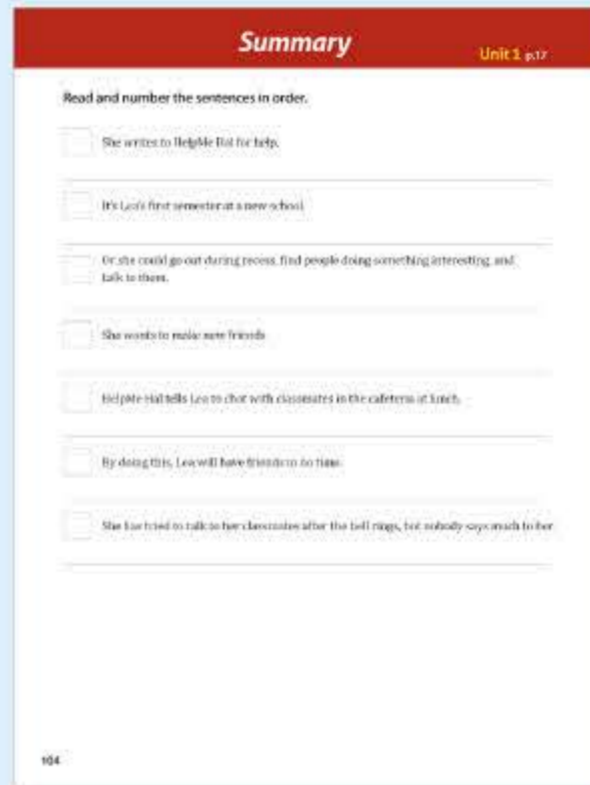 Summary
Unit 1 p.17
Read and number the sentences in order.
She writes to HelpMe Hal for help.
It's Lea's first semester at a new school.
Or she could go out during recess, find people doing something interesting, and
talk to them.
She wants to make new friends.
HelpMe Hal tells Lea to chat with classmates in the cafeteria at lunch.
By doing this, Lea will have friends in no time.
She has tried to talk to her classmates after the bell rings, but nobody says much to her
104